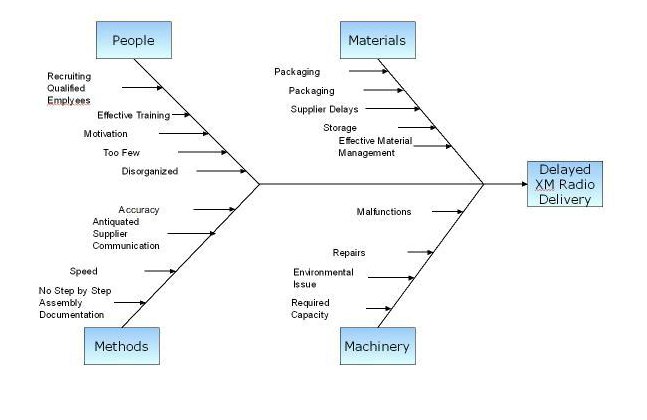 People
Materials
Recruiting
Qualified
Emplyees
Effective Training
Motivation
Too Few
Disorganized
Packaging
Packaging
Supplier Delays
Storage
Effective Material
Management
Delayed
XM Radio
Delivery
Accuracy
Antiquated
Supplier
Communication
Speed
No Step by Step
Assembly
Documentation
Malfunctions
Repairs
Environmental
Issue
Required
Capacity
Methods
Machinery